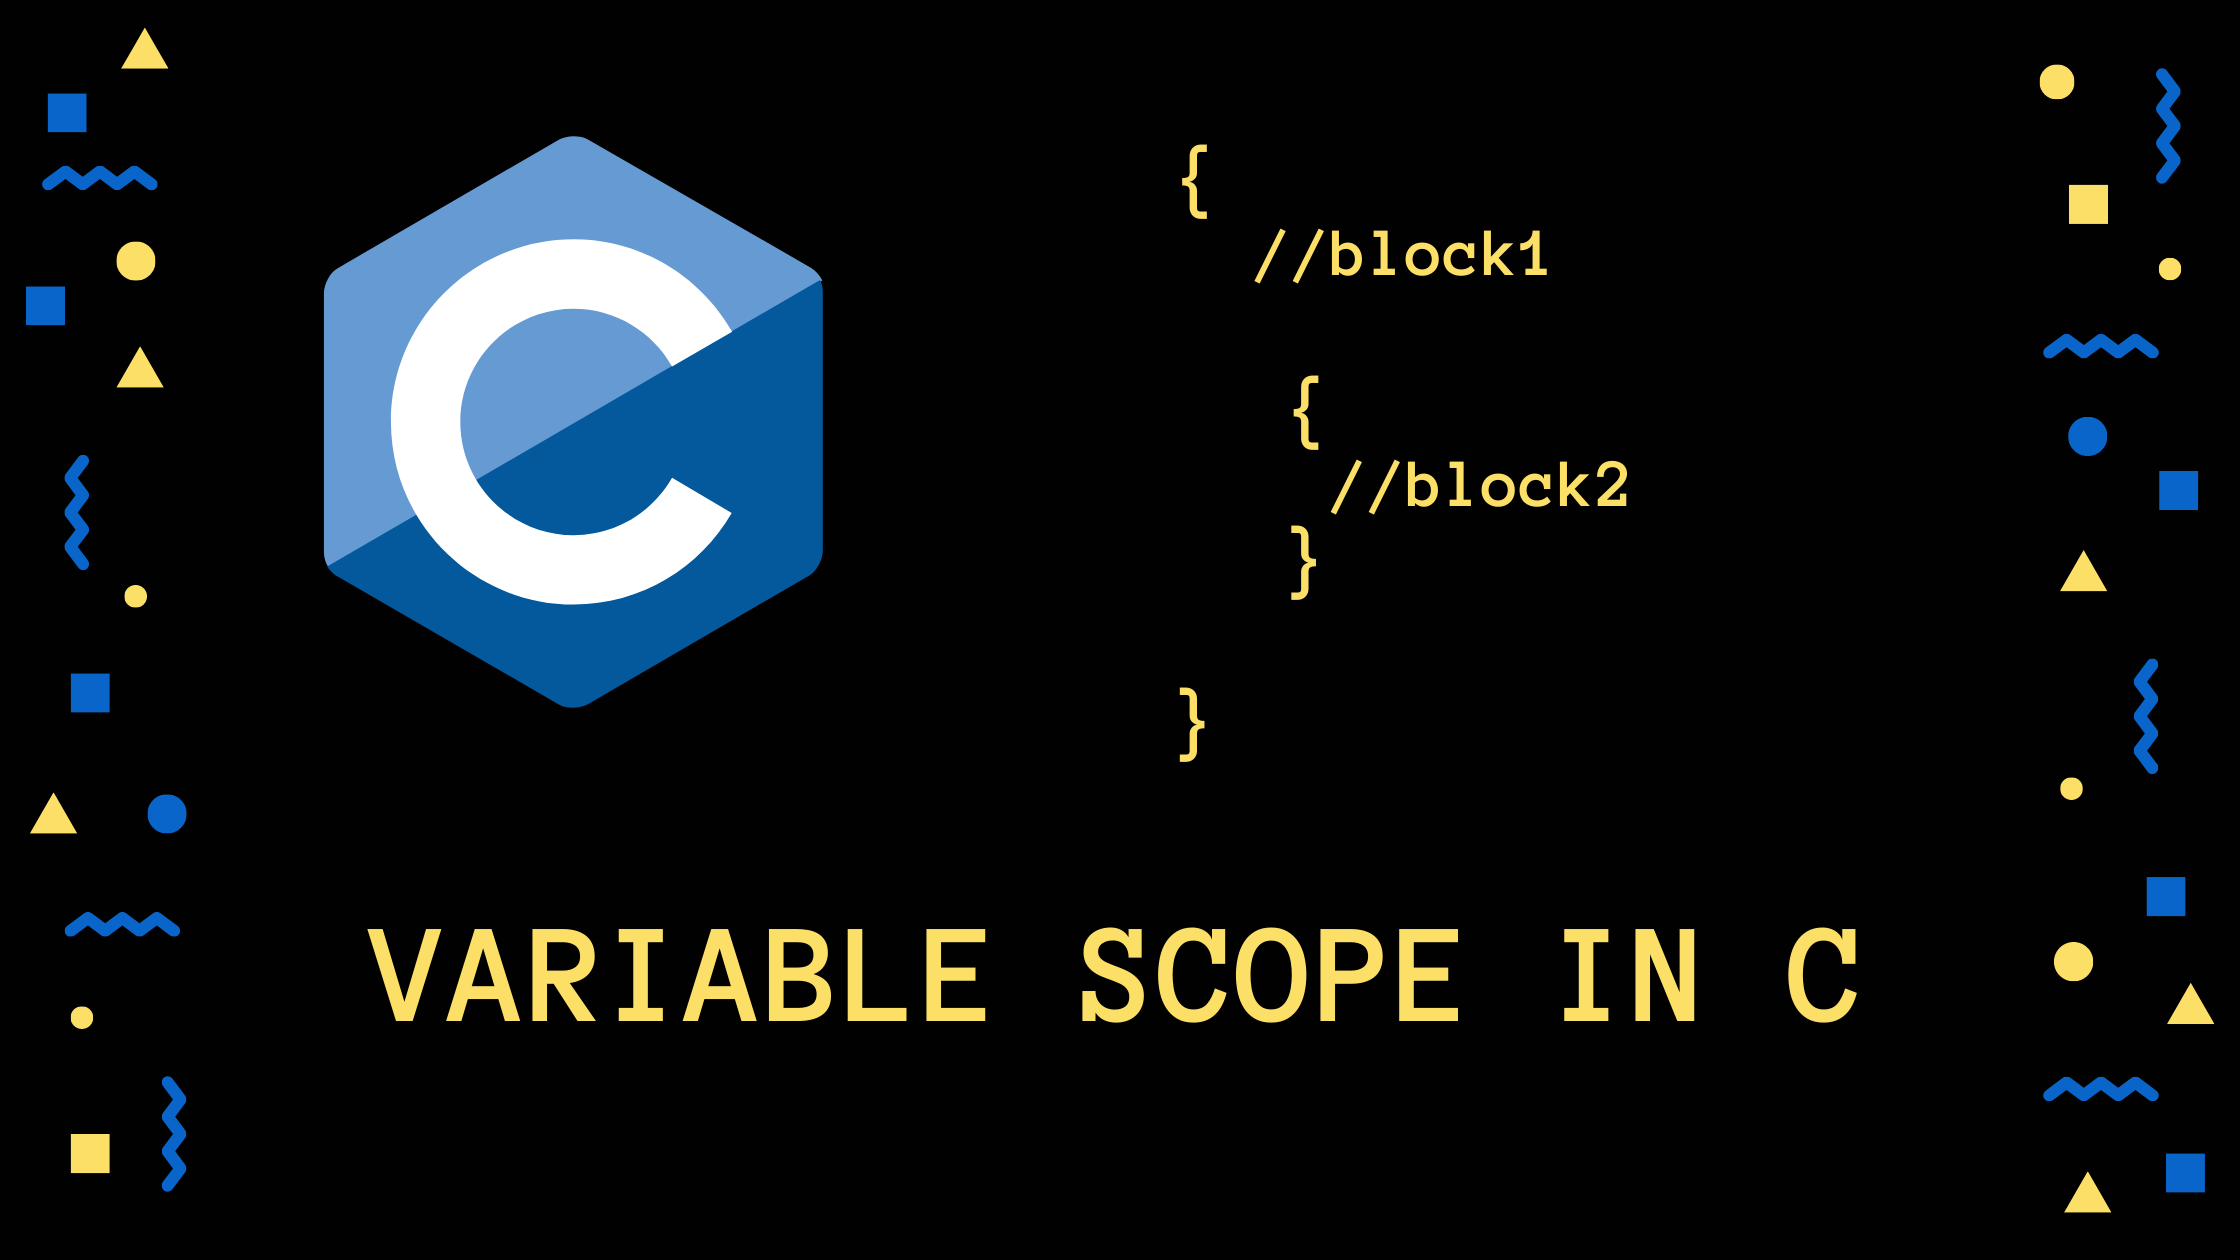 C
{
//block1
{
//block2
}
}
VARIABLE SCOPE IN C